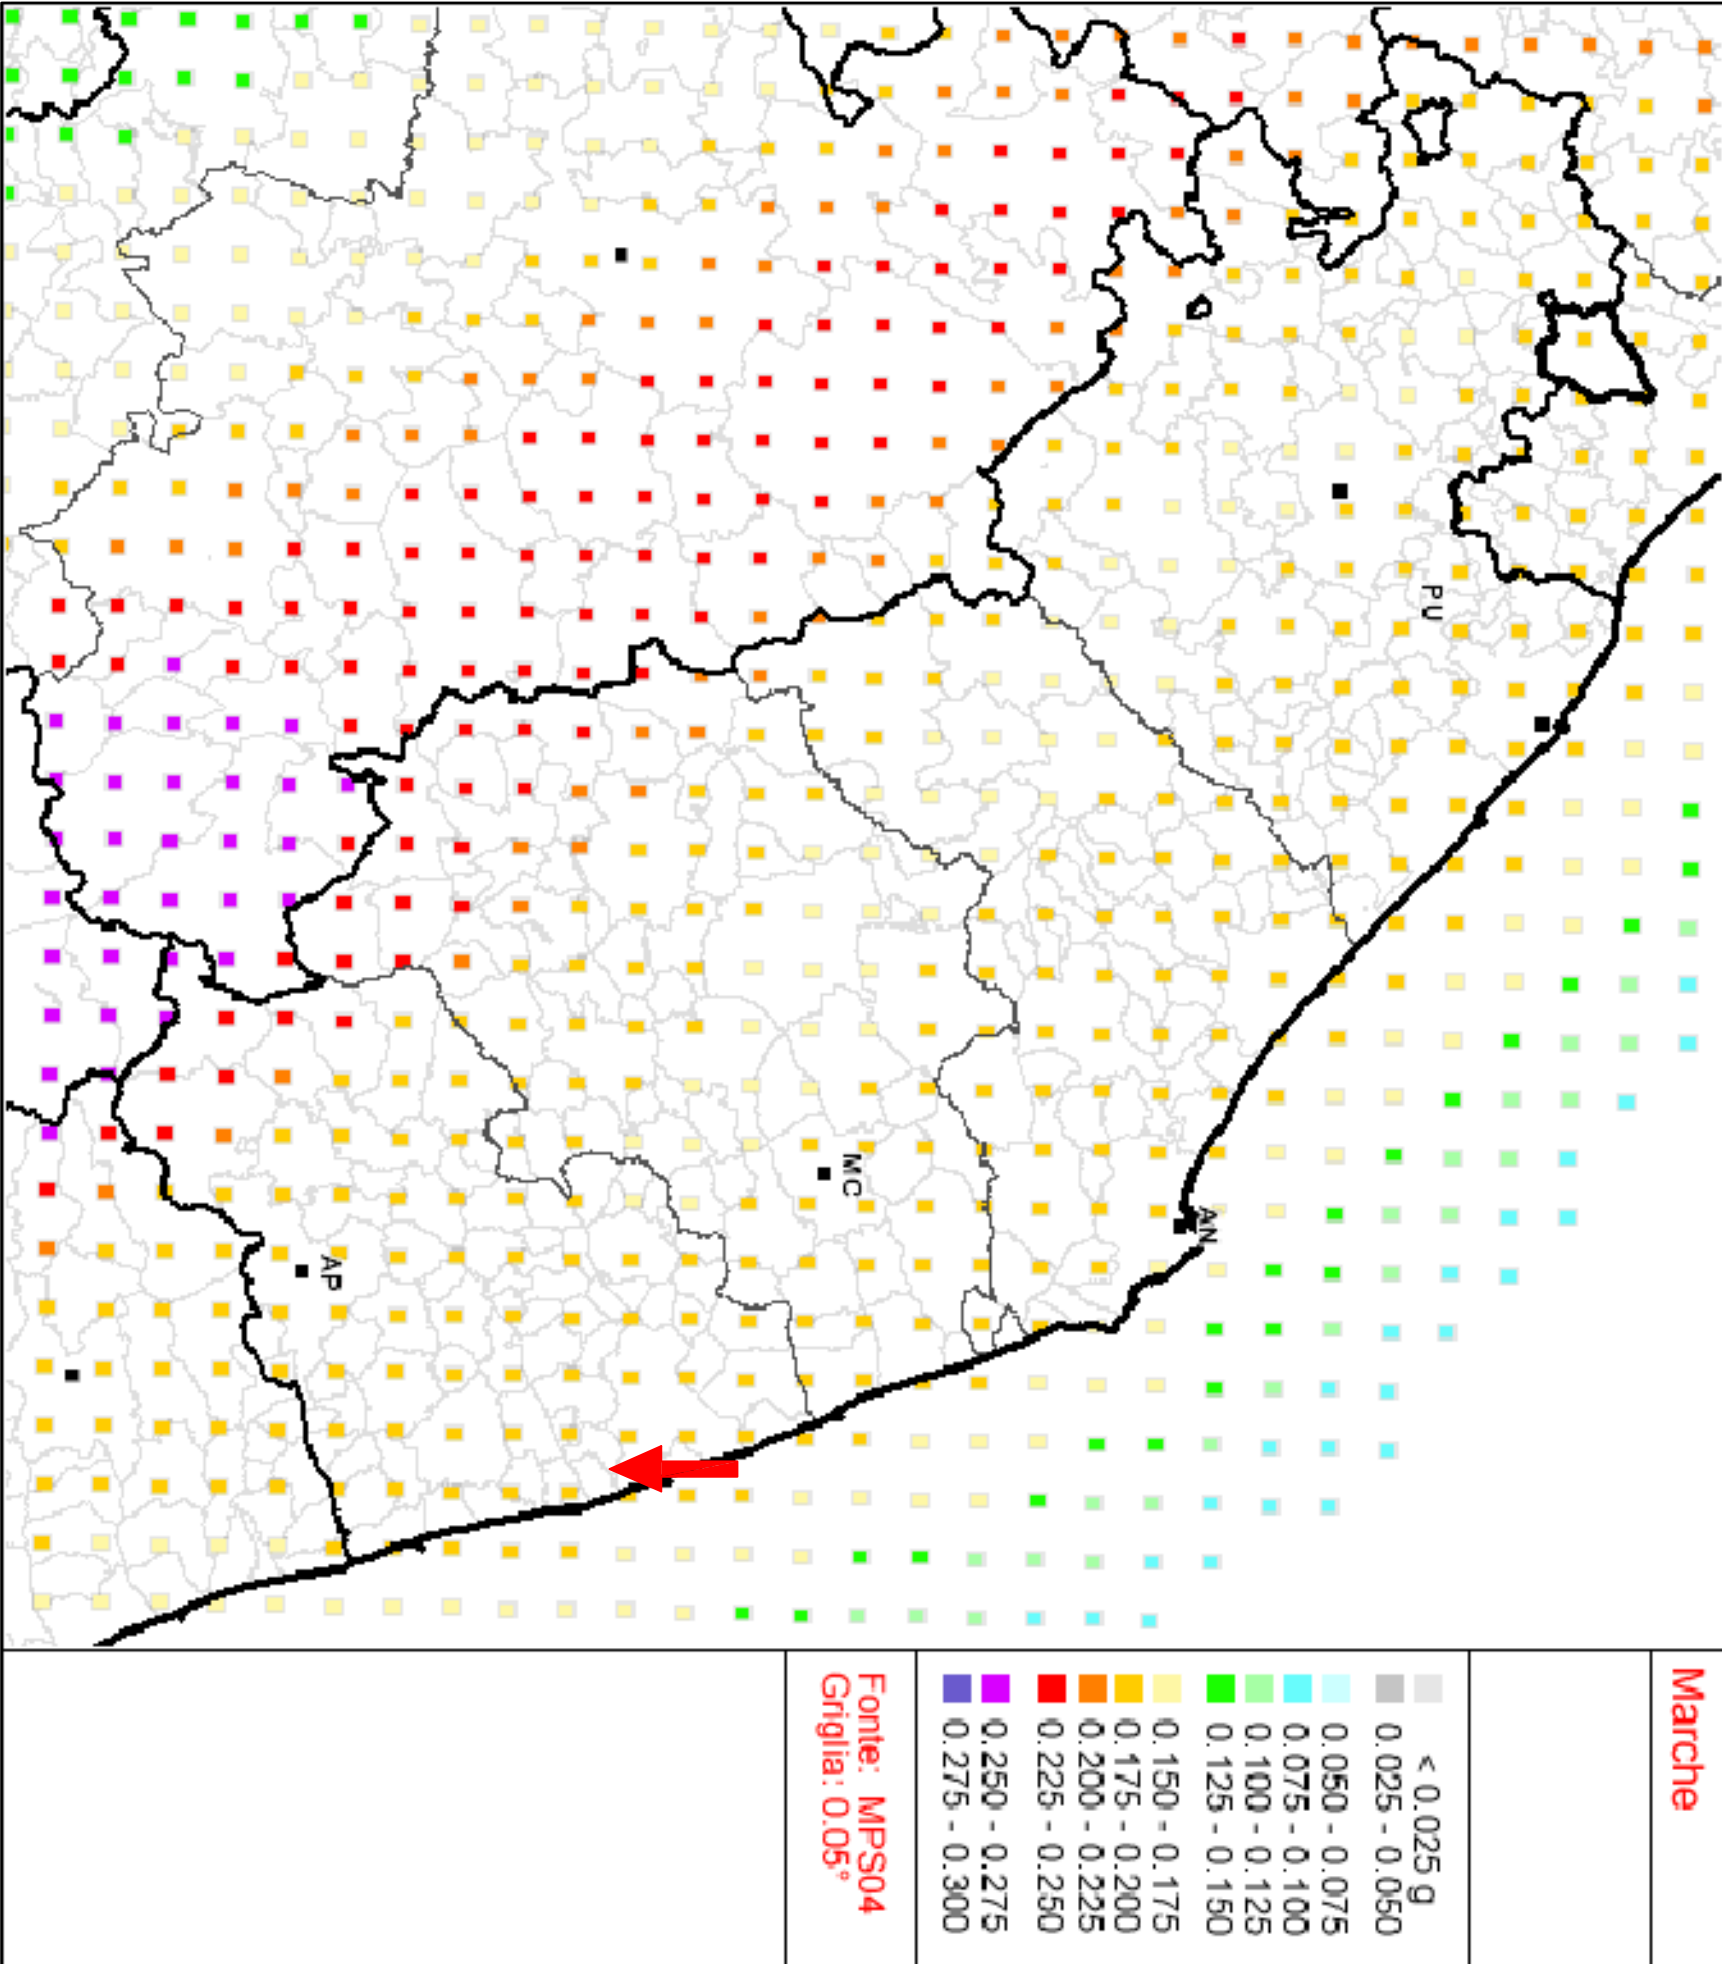 Marche
< 0.025 g
0.025 - 0.050
0.050 - 0.075
0.075 - 0.100
0.100 - 0.125
0.125 - 0.150
0.150 - 0.175
0.175 - 0.200
0.200 - 0.225
0.225 - 0.250
0.250 - 0.275
0.275 - 0.300
Fonte: MPS04
Griglia: 0.05°
PU
AN
MC
AP